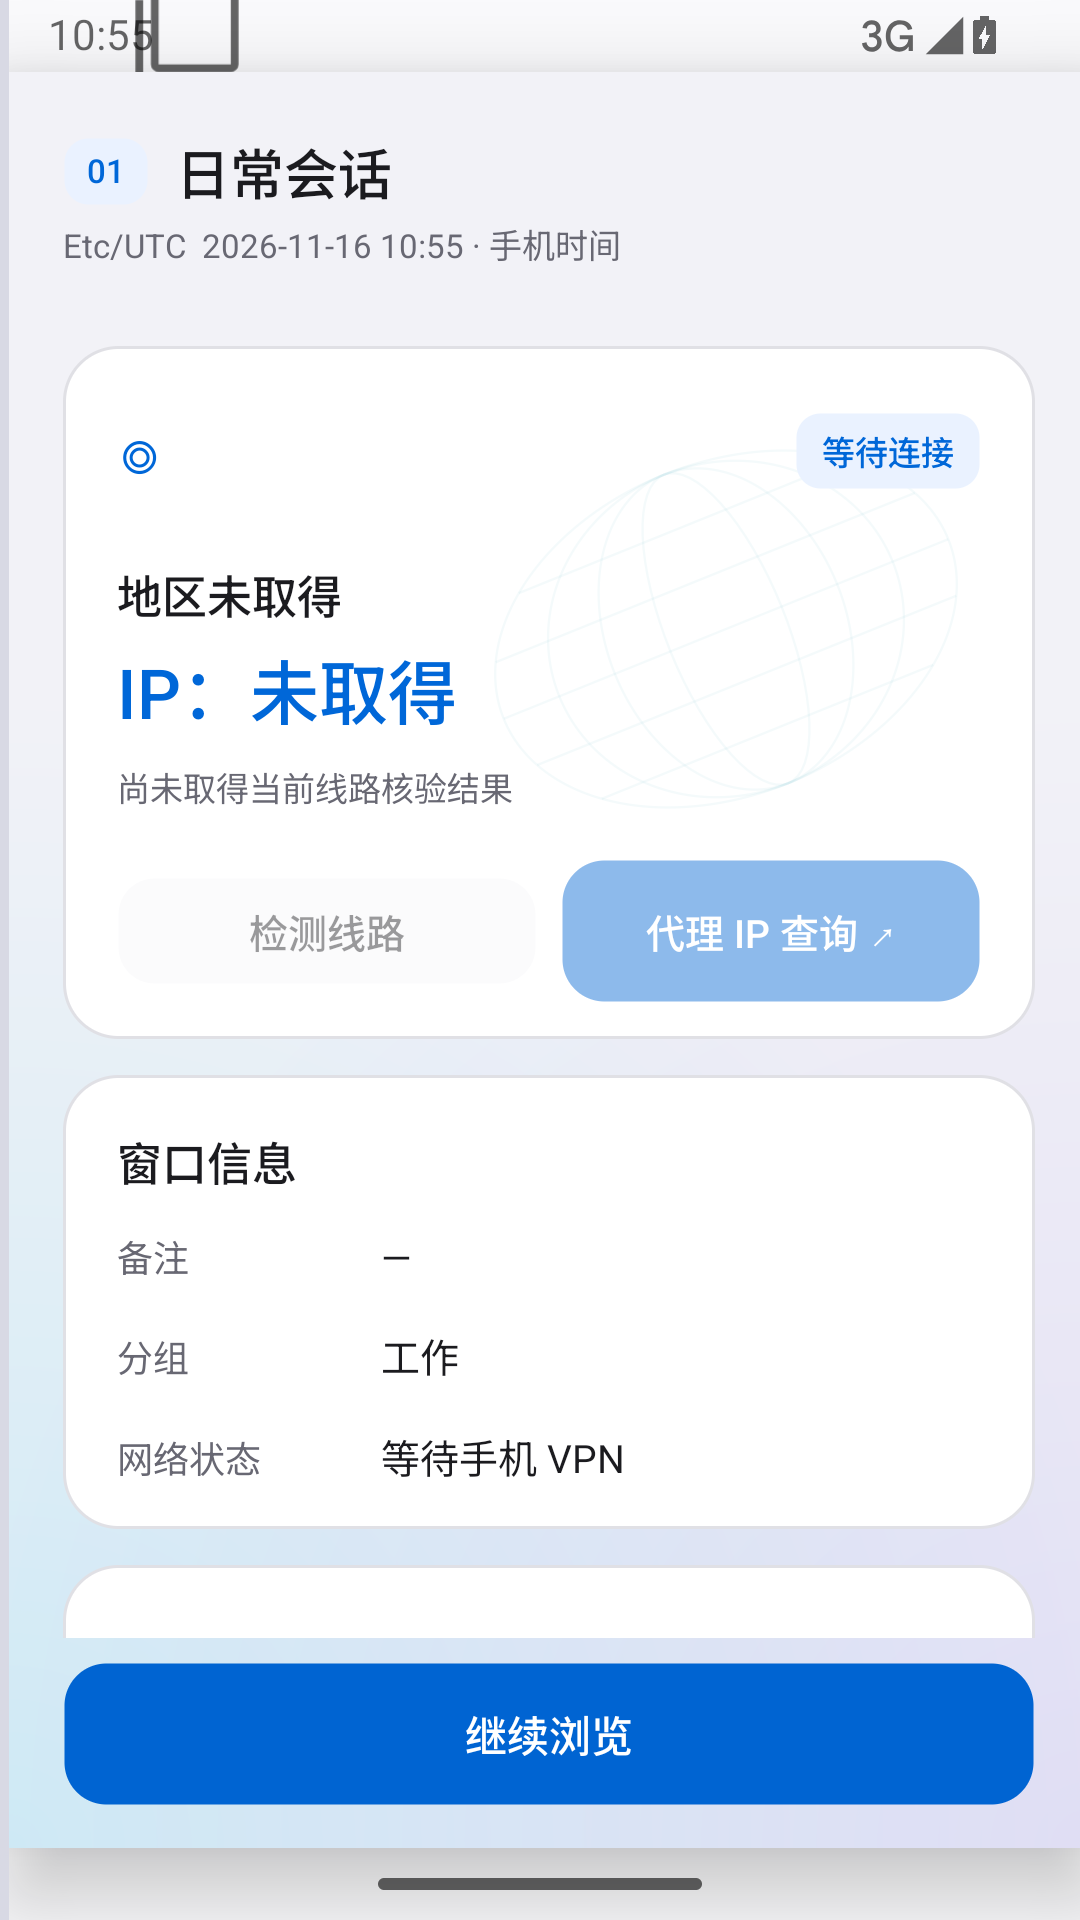 10:55
3G
01 日常会话
Etc/UTC 2026-11-16 10:55 · 手机时间
等待连接
地区未取得
IP：未取得
尚未取得当前线路核验结果
检测线路
代理 IP 查询 ↗
窗口信息
备注 —
分组 工作
网络状态 等待手机 VPN
继续浏览